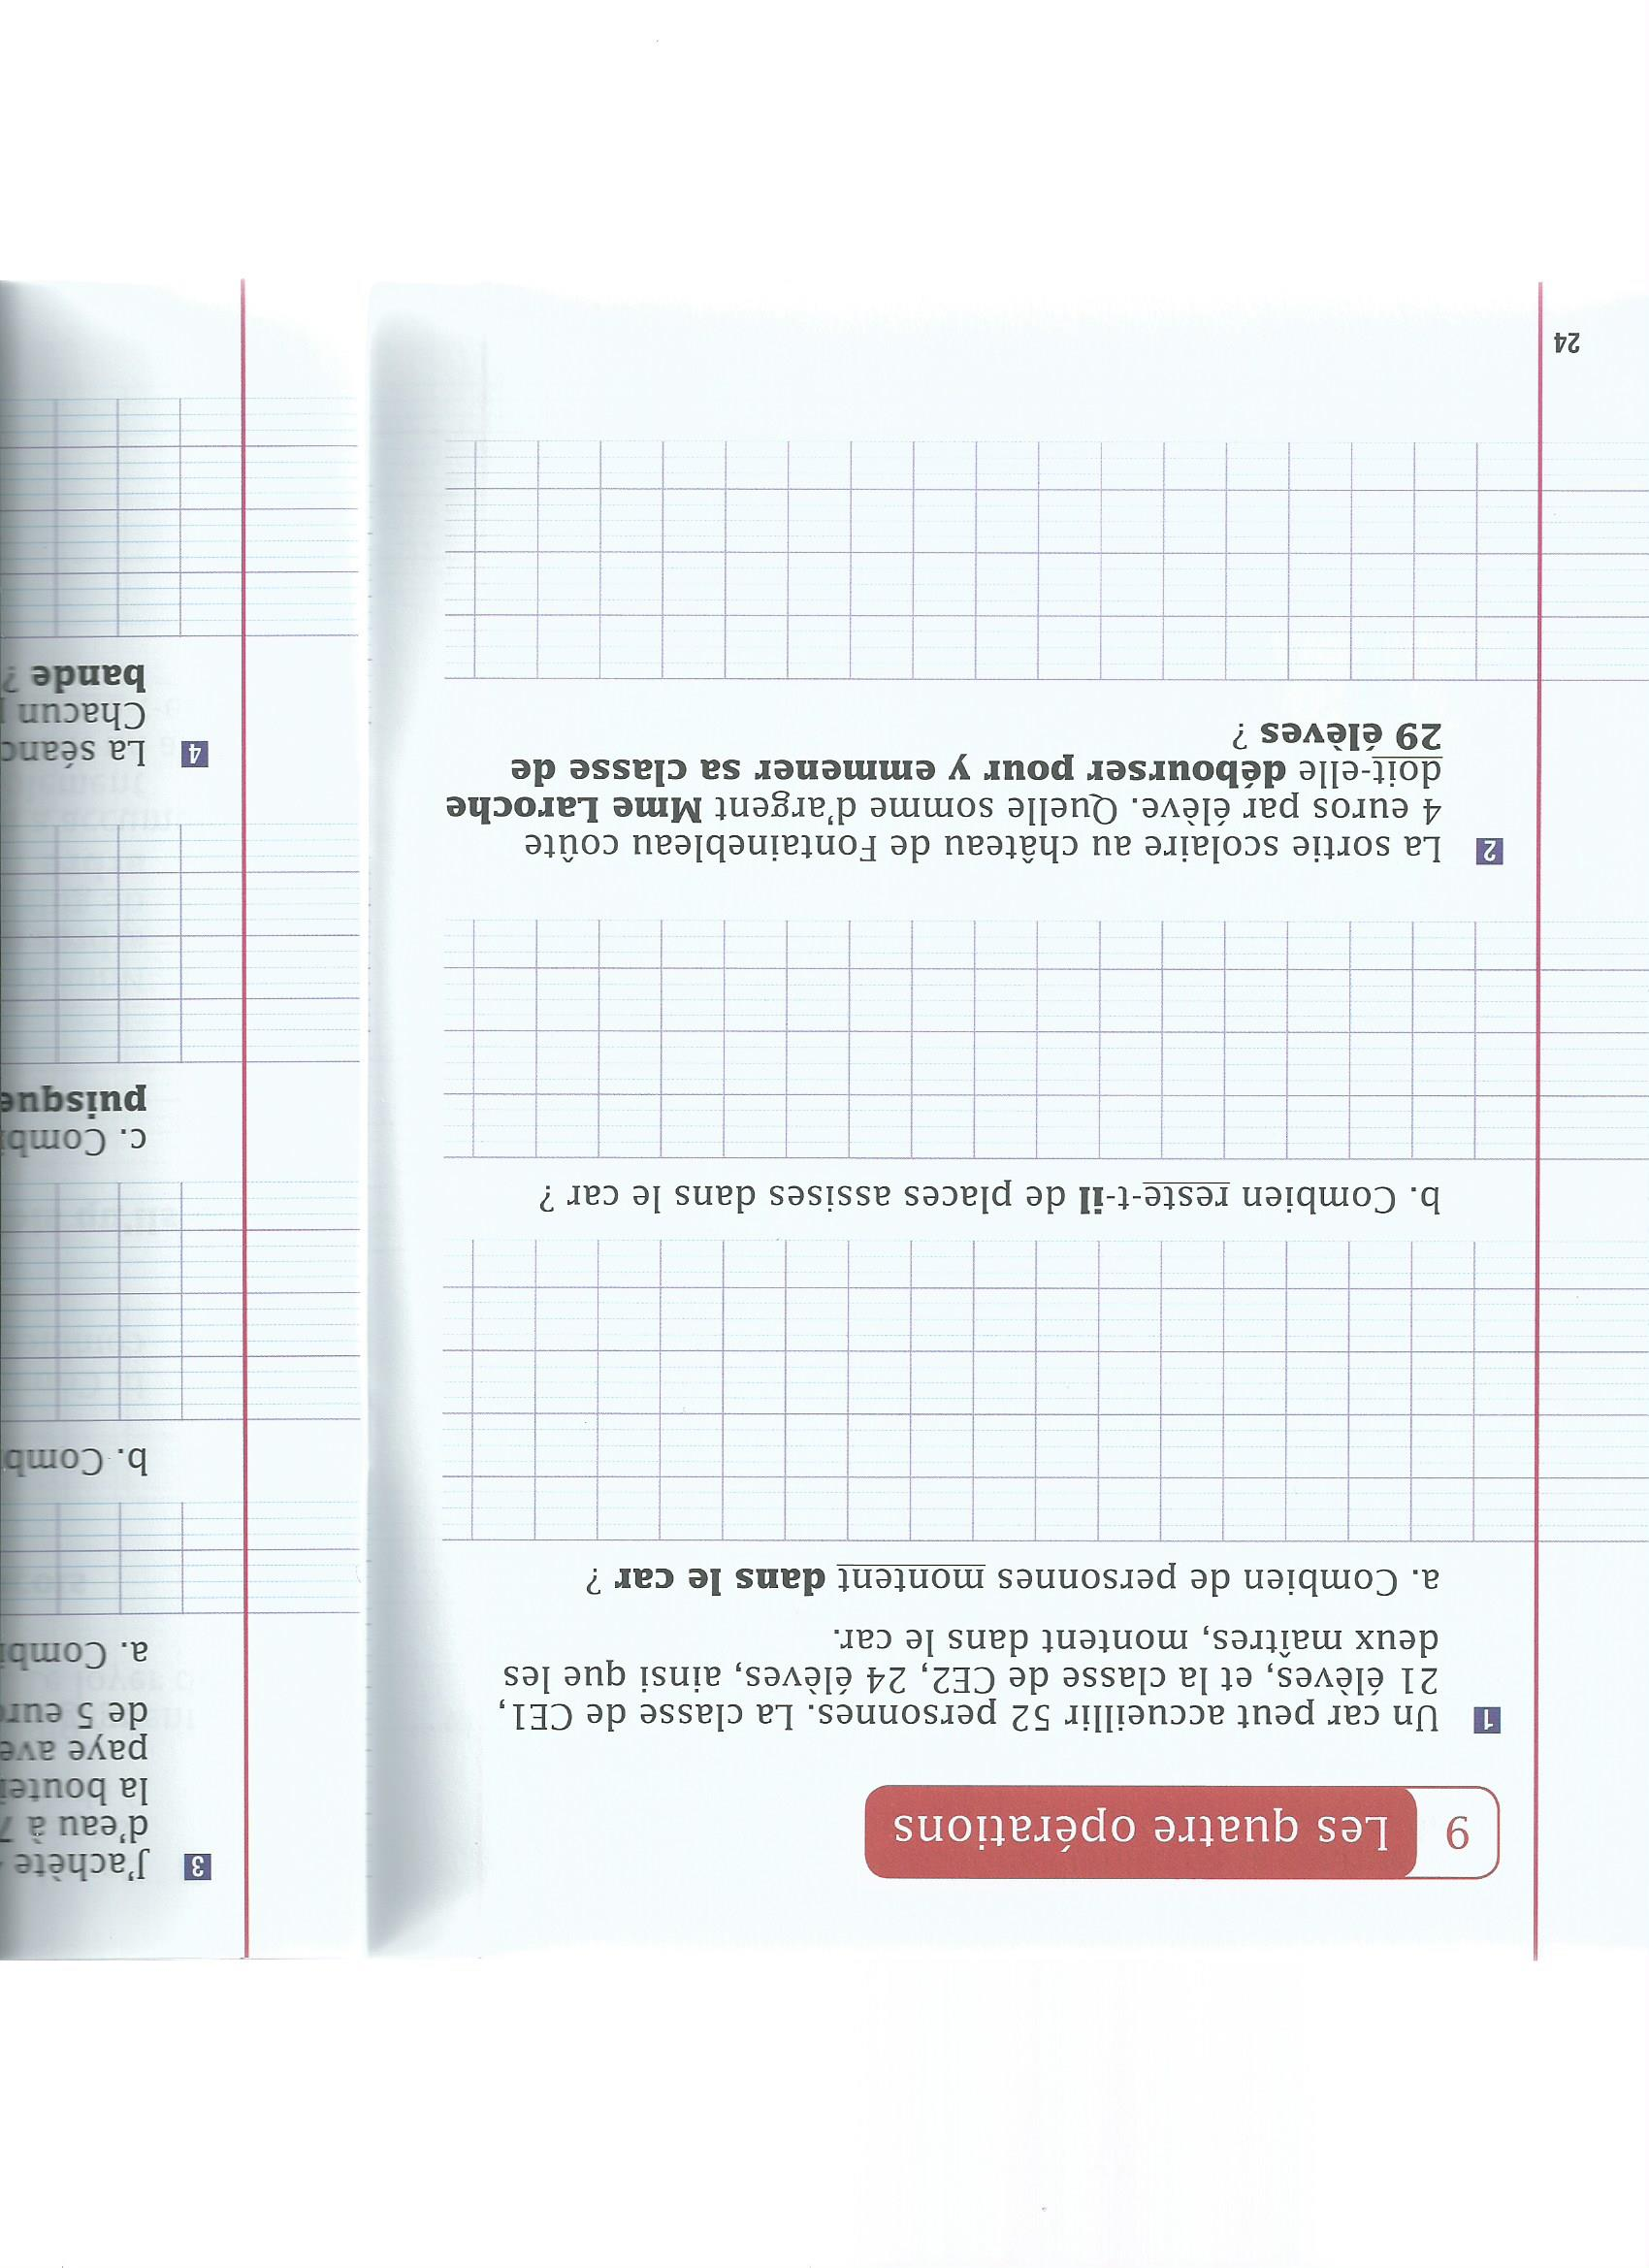 9 Les quatre opérations
1 Un car peut accueillir 52 personnes. La classe de CE1,
21 élèves, et la classe de CE2, 24 élèves, ainsi que les
deux maîtres, montent dans le car.
a. Combien de personnes montent dans le car ?
b. Combien reste-t-il de places assises dans le car ?
2 La sortie scolaire au château de Fontainebleau coûte
4 euros par élève. Quelle somme d'argent Mme Laroche
doit-elle débourser pour y emmener sa classe de
29 élèves ?
24
3 J'achète
d'eau à 7
la boutei
paye ave
de 5 euro
a. Combi
b. Comb
c. Combi
puisque
4 La séanc
Chacun
bande ?